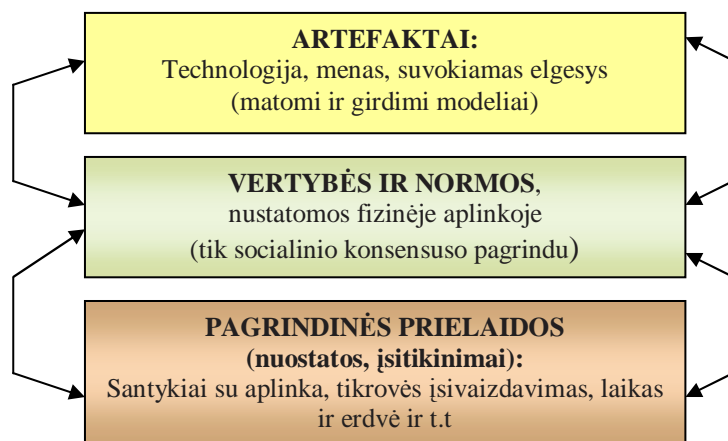 ARTEFAKTAI:
Technologija, menas, suvokiamas elgesys
(matomi ir girdimi modeliai)
VERTYBĖS IR NORMOS,
nustatomos fizinėje aplinkoje
(tik socialinio konsensuso pagrindu)
PAGRINDINĖS PRIELAIDOS
(nuostatos, įsitikinimai):
Santykiai su aplinka, tikrovės įsivaizdavimas, laikas
ir erdvė ir t.t